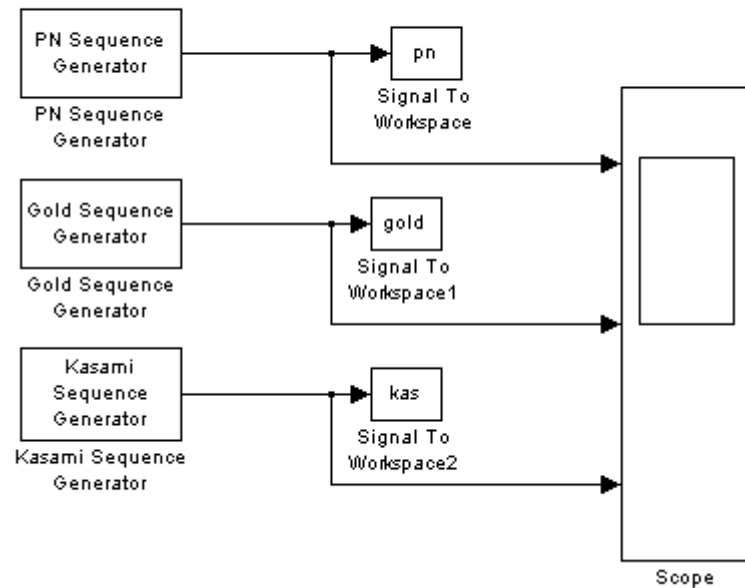 PN Sequence
Generator
PN Sequence
Generator
pn
Signal To
Workspace
Gold Sequence
Generator
Gold Sequence
Generator
gold
Signal To
Workspace1
Kasami
Sequence
Generator
Kasami Sequence
Generator
kas
Signal To
Workspace2
Scope